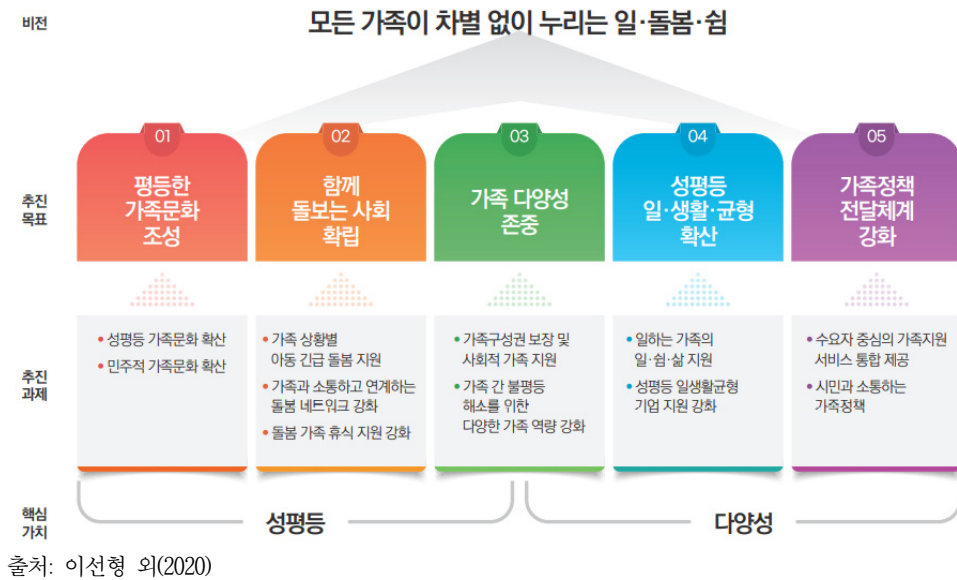 비전
모든 가족이 차별 없이 누리는 일·돌봄·쉼
추진
목표
01
평등한
가족문화
조성
02
함께
돌보는 사회
확립
03
가족 다양성
존중
04
성평등
일·생활·균형
확산
05
가족정책
전달체계
강화
추진
과제
• 성평등 가족문화 확산
• 민주적 가족문화 확산
• 가족 상황별
아동 긴급 돌봄 지원
• 가족과 소통하고 연계하는
돌봄 네트워크 강화
• 돌봄 가족 휴식 지원 강화
• 가족구성권 보장 및
사회적 가족 지원
• 가족 간 불평등
해소를 위한
다양한 가족 역량 강화
• 일하는 가족의
일·쉼·삶 지원
• 성평등 일생활균형
기업 지원 강화
• 수요자 중심의 가족지원
서비스 통합 제공
• 시민과 소통하는
가족정책
핵심
가치
성평등
다양성
출처: 이선형 외(2020)